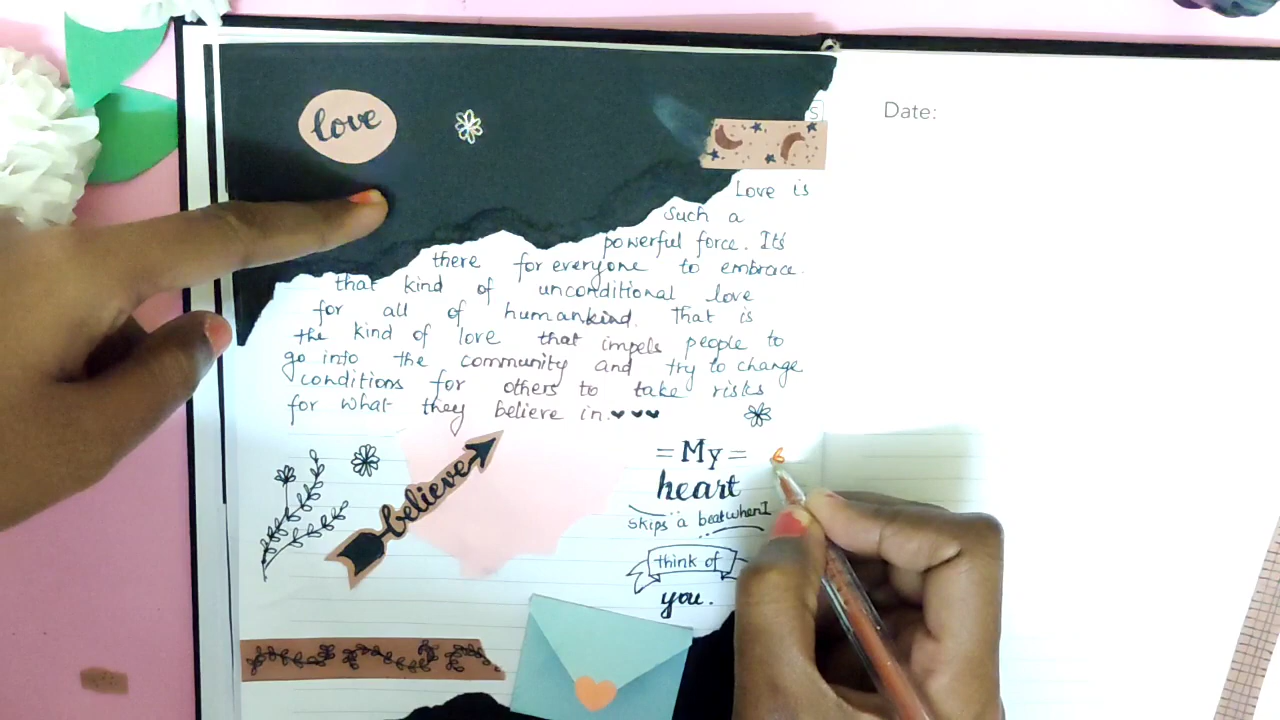 love
S
Date:
Love is
such a
powerful force. It's
there for everyone to embrace.
that kind of unconditional love
for all of humankind. That is
the kind of love that impels people to
go into the community and try to change
conditions for others to take risks
for what they believe in.
believe
= My =
heart
skips a beat when I
think of
you.